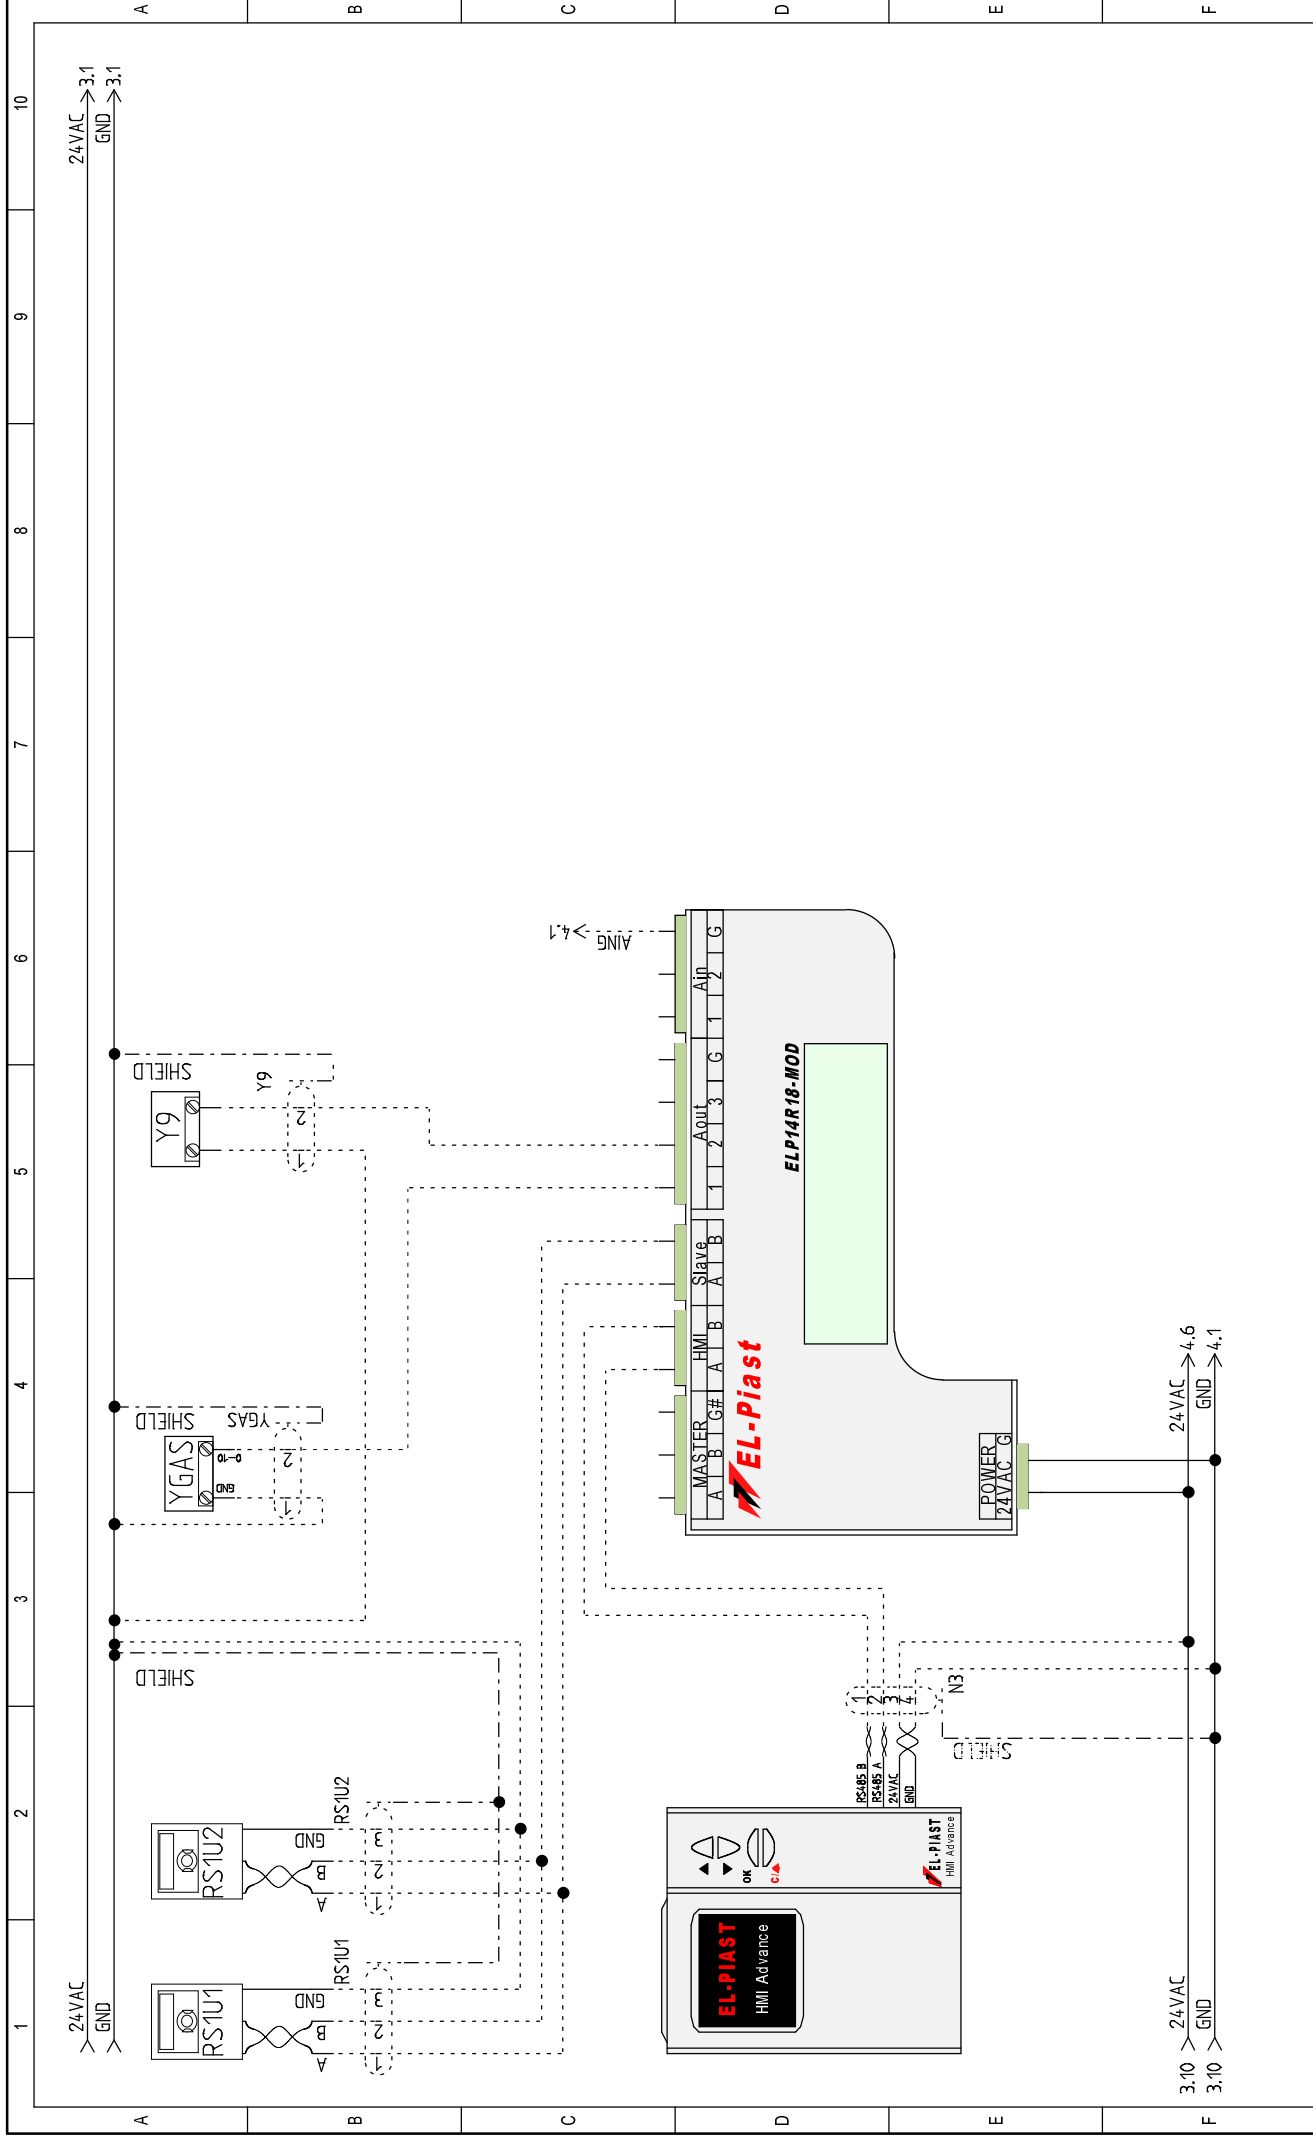 1 2 3 4 5 6 7 8 9 10
A
24VAC 24VAC 3.1
GND GND 3.1
RS1U1 RS1U2 YGAS Y9
SHIELD SHIELD SHIELD
GND 0-10
A B GND A B GND
YGAS Y9
B
1 2 3 RS1U1
1 2 3 RS1U2
1 2
1 2
C
4.1
AING
D
MASTER HMI Slave Aout Ain
A B G# A B A B 1 2 3 G 1 2 G
EL-Piast
ELP14R18-MOD
EL-PIAST
HMI Advance
OK
C/
RS485 B
RS485 A
24VAC
GND
1
2
3
4
N3
SHIELD
EL-PIAST
HMI Advance
E
POWER
24VAC G
F
3.10 24VAC 24VAC 4.6
3.10 GND GND 4.1
A B C D E F